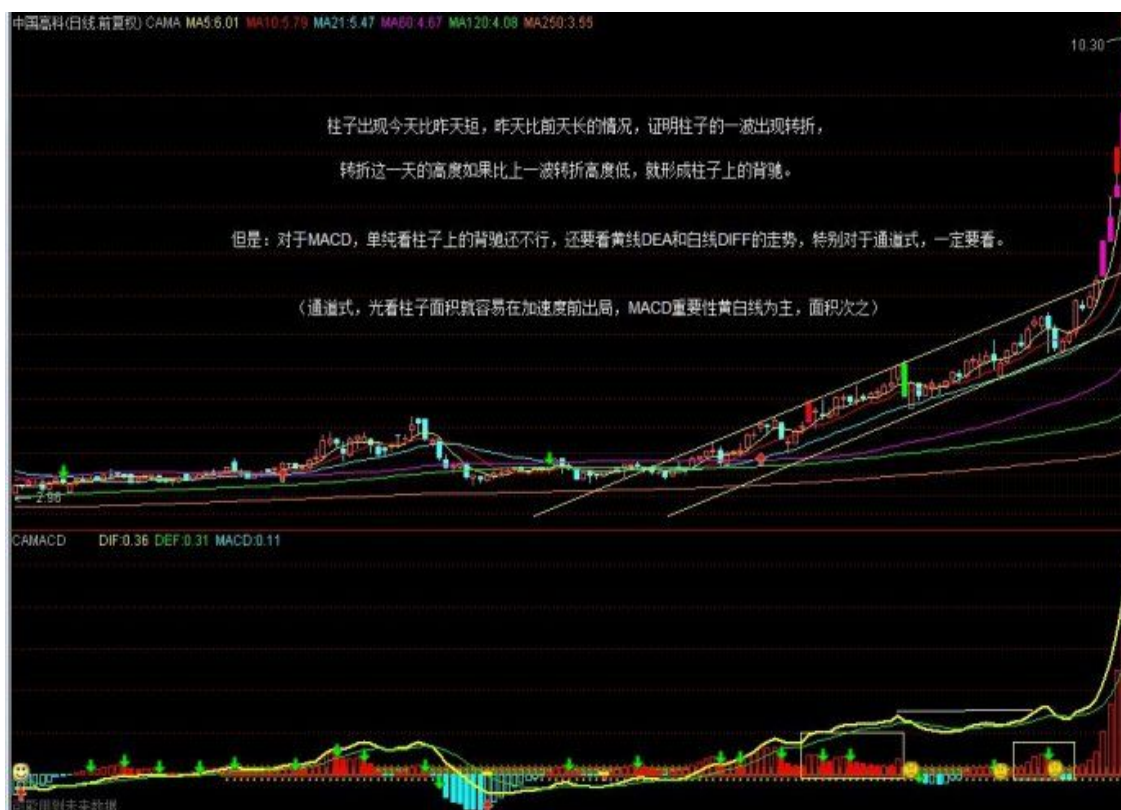 中国高科(日线.前复权) CAMA MA5:6.01 MA10:5.79 MA21:5.47 MA60:4.67 MA120:4.08 MA250:3.55
10.30
柱子出现今天比昨天短，昨天比前天长的情况，证明柱子的一波出现转折，
转折这一天的高度如果比上一波转折高度低，就形成柱子上的背驰。
但是：对于MACD，单纯看柱子上的背驰还不行，还要看黄线DEA和白线DIFF的走势，特别对于通道式，一定要看。
（通道式，光看柱子面积就容易在加速度前出局，MACD重要性黄白线为主，面积次之）
2.96
CAMACD DIF:0.36 DEF:0.31 MACD:0.11